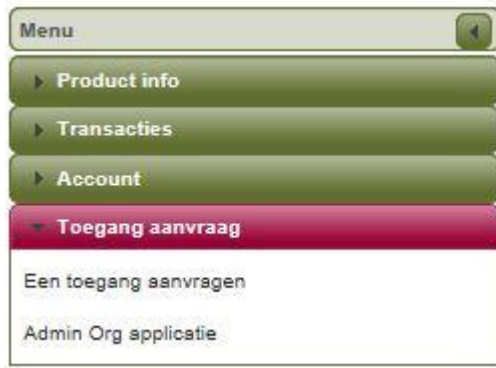 Menu
Product info
Transacties
Account
Toegang aanvraag
Een toegang aanvragen
Admin Org applicatie